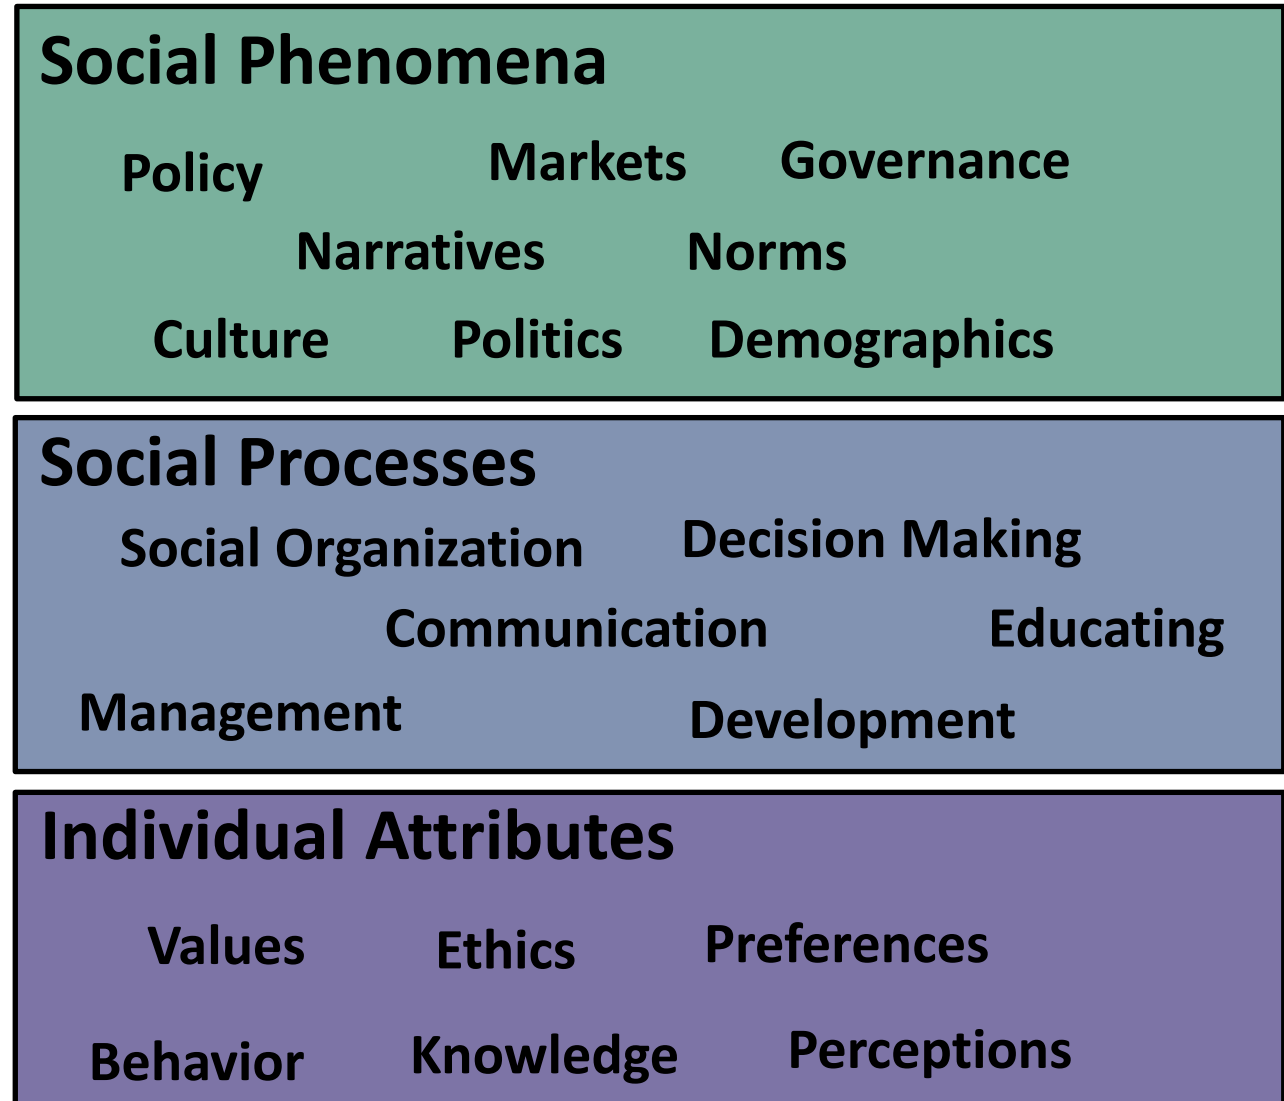 Social Phenomena
Policy Markets Governance
Narratives Norms
Culture Politics Demographics
Social Processes
Social Organization Decision Making
Communication Educating
Management Development
Individual Attributes
Values Ethics Preferences
Behavior Knowledge Perceptions